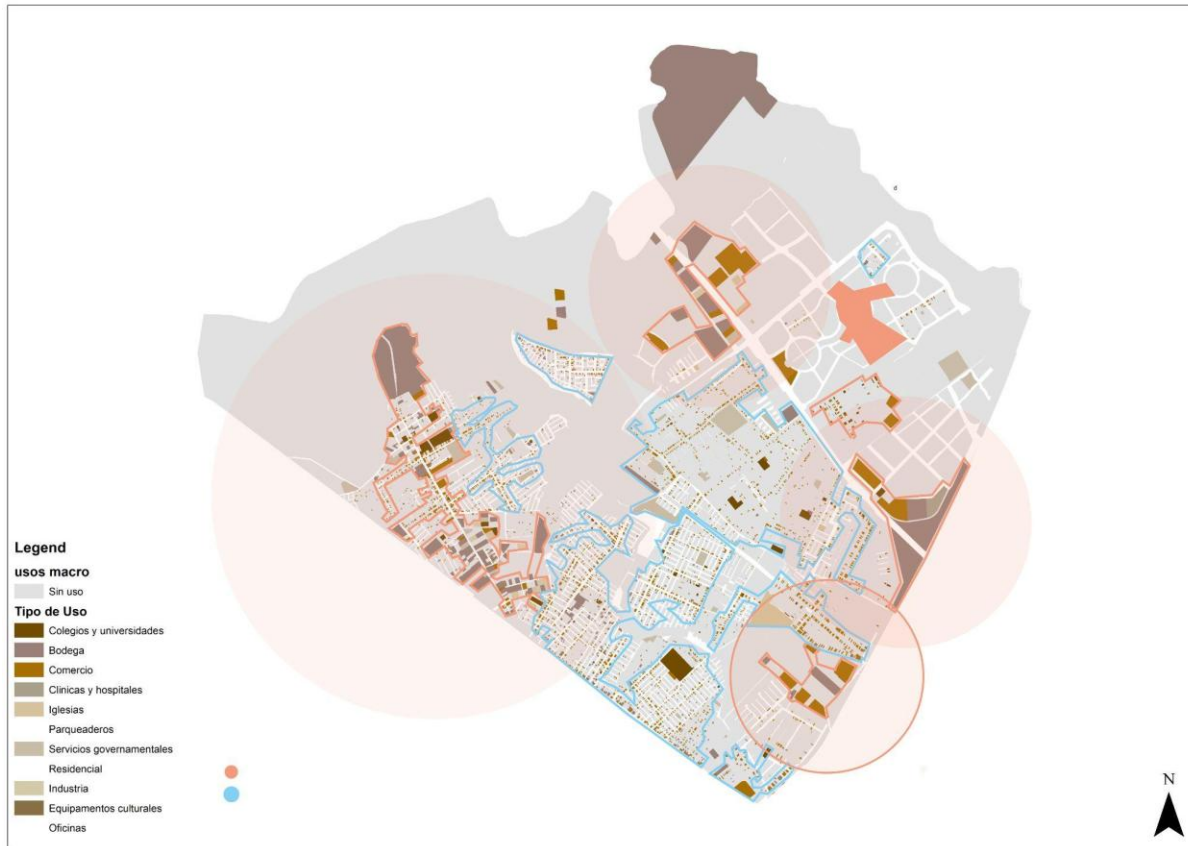 Legend
usos macro
Sin uso
Tipo de Uso
Colegios y universidades
Bodega
Comercio
Clinicas y hospitales
Iglesias
Parqueaderos
Servicios governamentales
Residencial
Industria
Equipamentos culturales
Oficinas
N